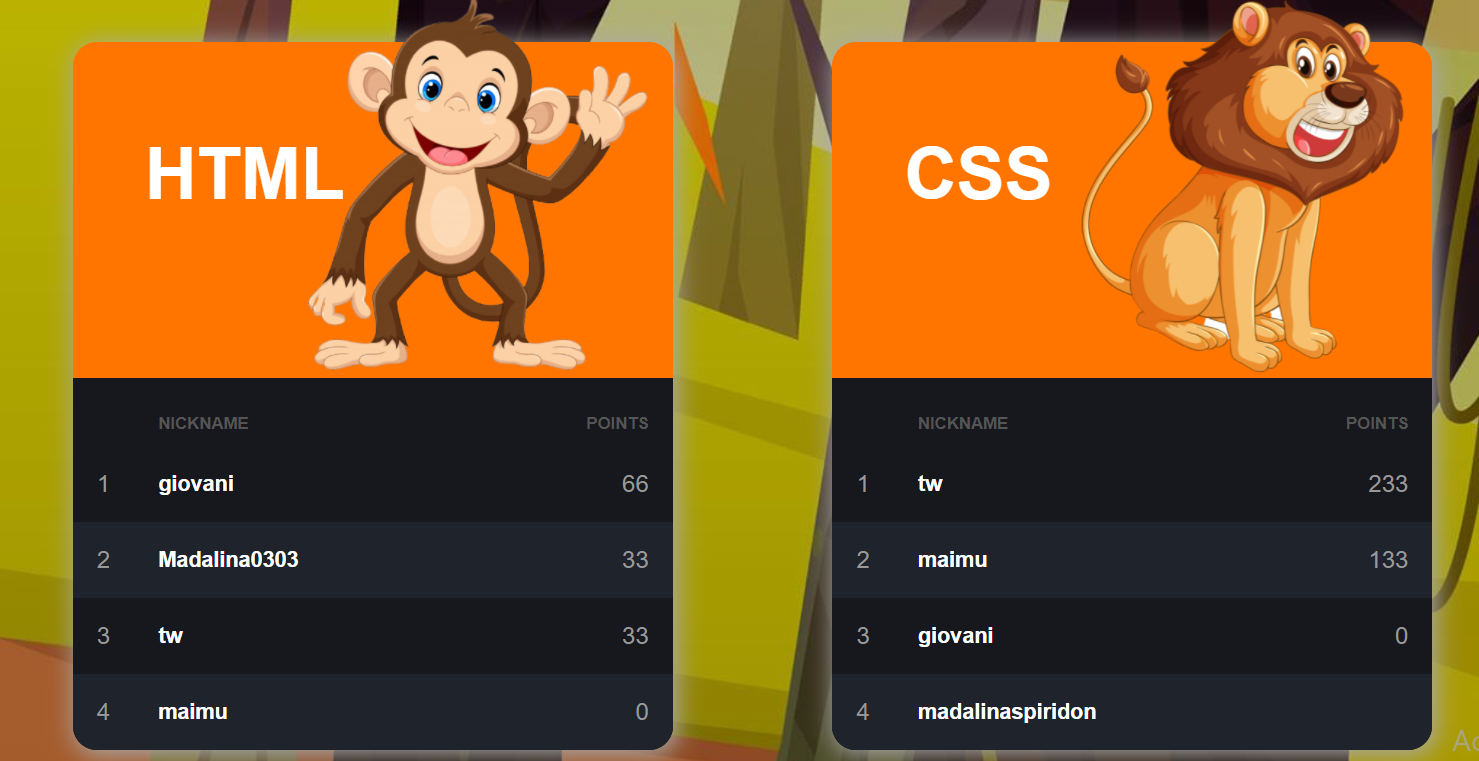 HTML
NICKNAME POINTS
1 giovani 66
2 Madalina0303 33
3 tw 33
4 maimu 0
CSS
NICKNAME POINTS
1 tw 233
2 maimu 133
3 giovani 0
4 madalinaspiridon